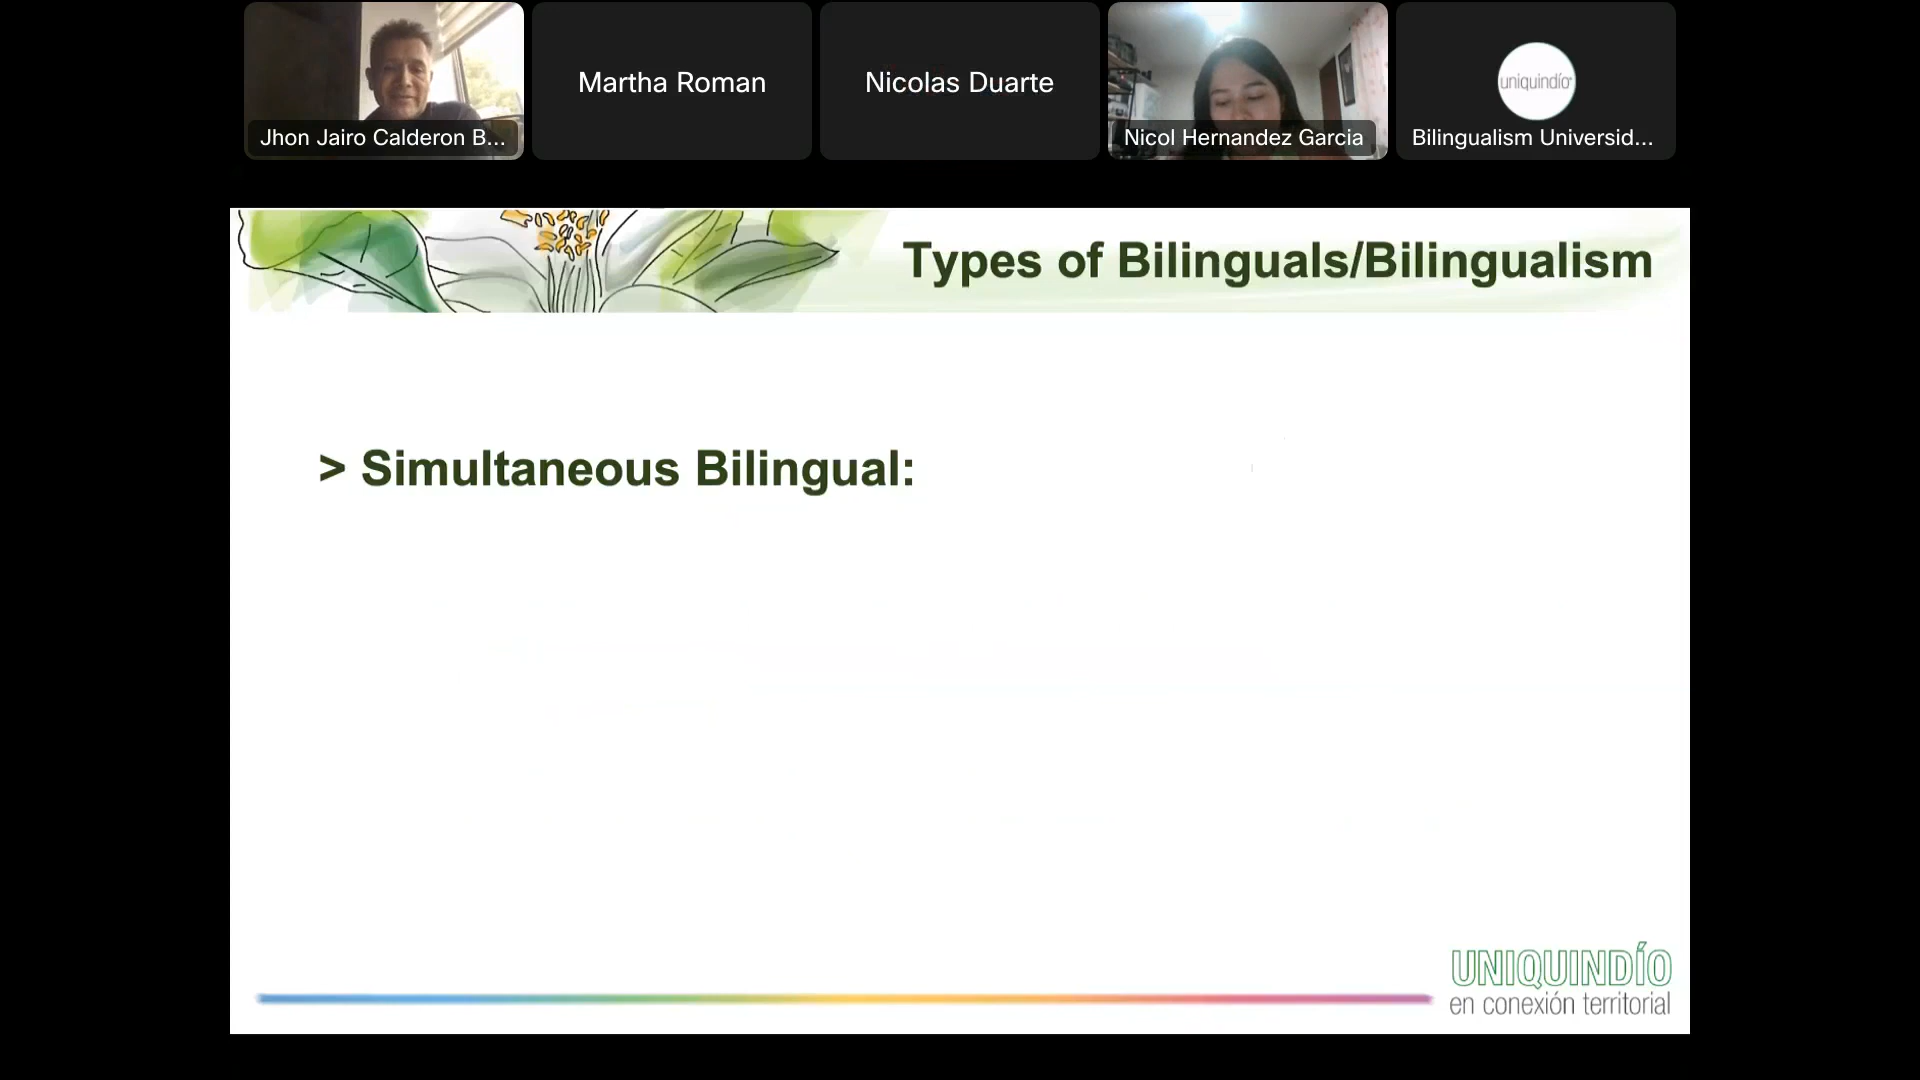 Jhon Jairo Calderon B...
Martha Roman
Nicolas Duarte
Nicol Hernandez Garcia
uniquindío
Bilingualism Universid...
Types of Bilinguals/Bilingualism
> Simultaneous Bilingual:
UNIQUINDÍO
en conexión territorial